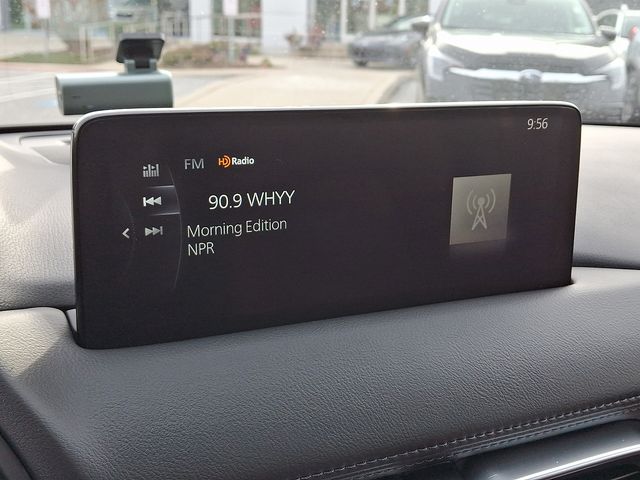 9:56
FM HD Radio
90.9 WHYY
Morning Edition
NPR